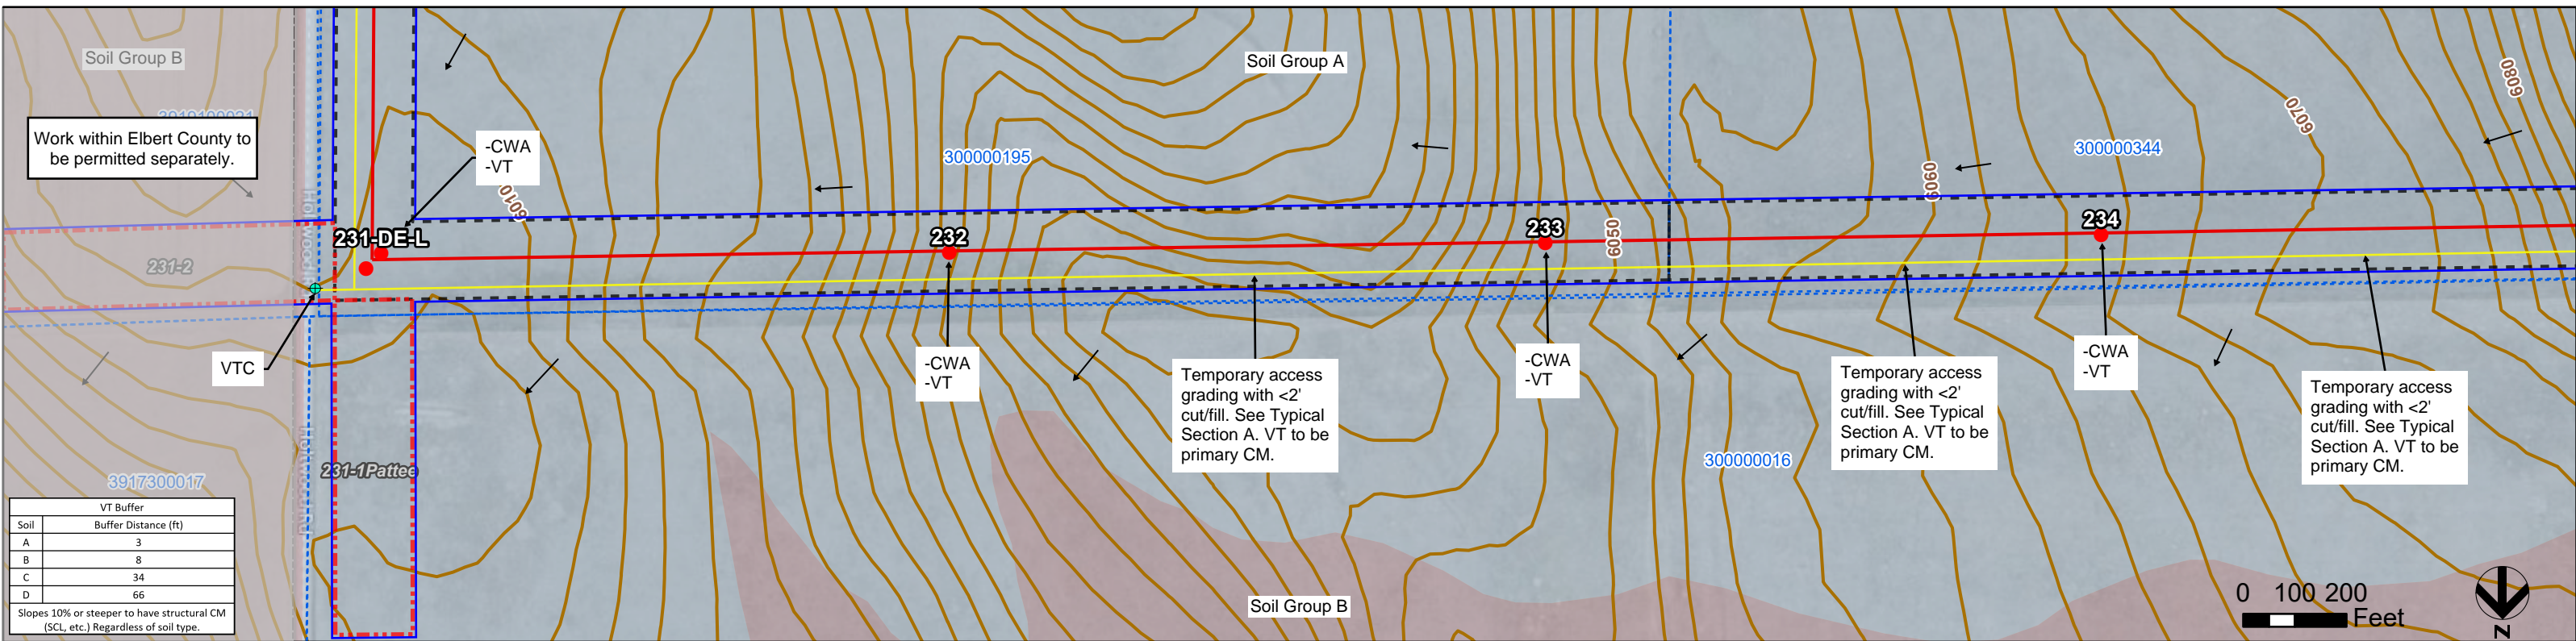 Soil Group B
3919100021
Work within Elbert County to
be permitted separately.
-CWA
-VT
6010
231-DE-L
231-2
VTC
231-1Pattee
3917300017
VT Buffer
Soil Buffer Distance (ft)
A 3
B 8
C 34
D 66
Slopes 10% or steeper to have structural CM
(SCL, etc.) Regardless of soil type.
Soil Group A
300000195
232
-CWA
-VT
Temporary access
grading with <2'
cut/fill. See Typical
Section A. VT to be
primary CM.
233
-CWA
-VT
6050
300000016
Soil Group B
6060
300000344
234
-CWA
-VT
Temporary access
grading with <2'
cut/fill. See Typical
Section A. VT to be
primary CM.
6070
6080
Temporary access
grading with <2'
cut/fill. See Typical
Section A. VT to be
primary CM.
0 100 200
Feet
N